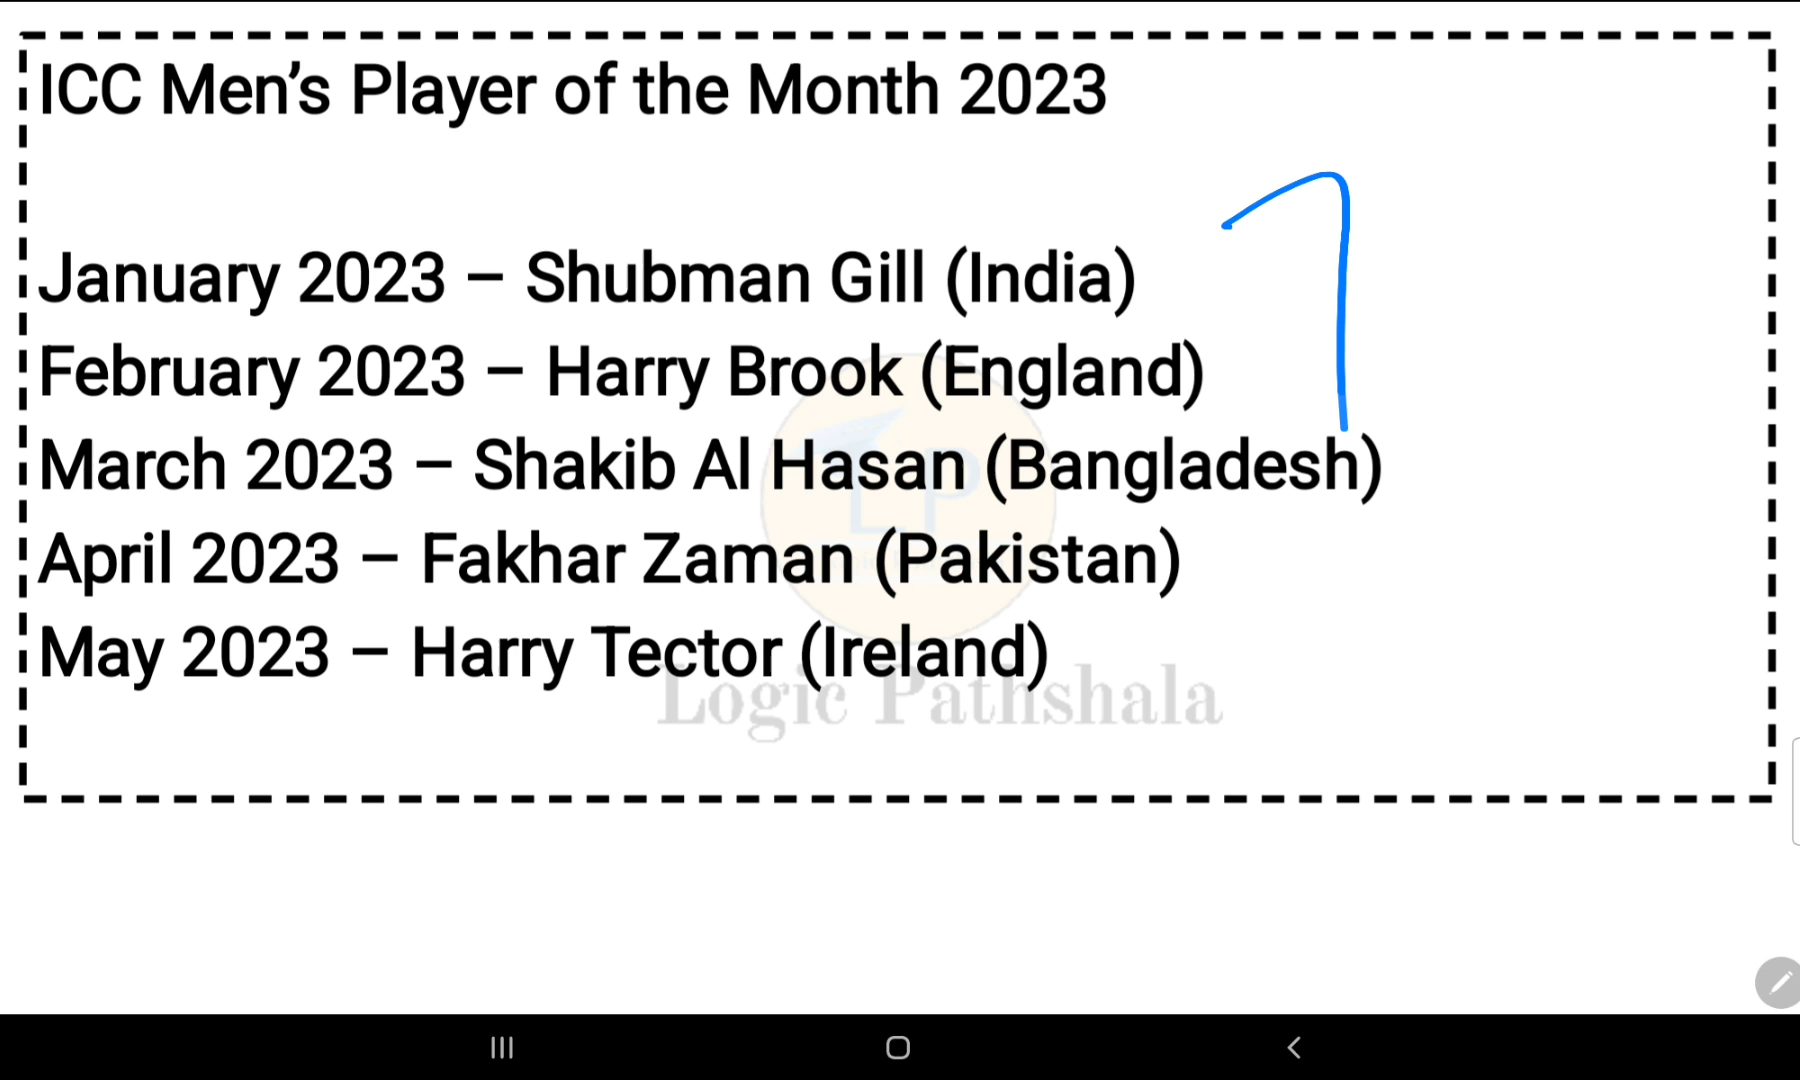 ICC Men’s Player of the Month 2023
January 2023 – Shubman Gill (India)
February 2023 – Harry Brook (England)
March 2023 – Shakib Al Hasan (Bangladesh)
April 2023 – Fakhar Zaman (Pakistan)
May 2023 – Harry Tector (Ireland)
LP
Logic Pathshala